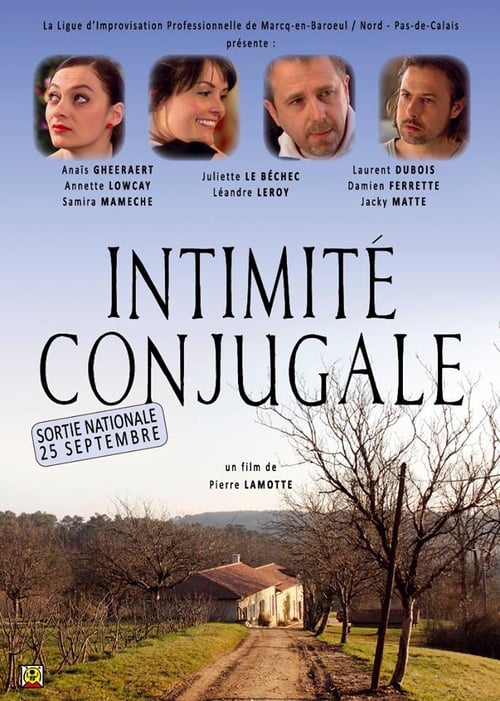 La Ligue d'Improvisation Professionnelle de Marcq-en-Baroeul / Nord - Pas-de-Calais
présente :
Anaïs GHEERAERT
Annette LOWCAY
Samira MAMECHE
Juliette LE BÉCHEC
Léandre LEROY
Laurent DUBOIS
Damien FERRETTE
Jacky MATTE
INTIMITÉ
CONJUGALE
SORTIE NATIONALE
25 SEPTEMBRE
un film de
Pierre LAMOTTE